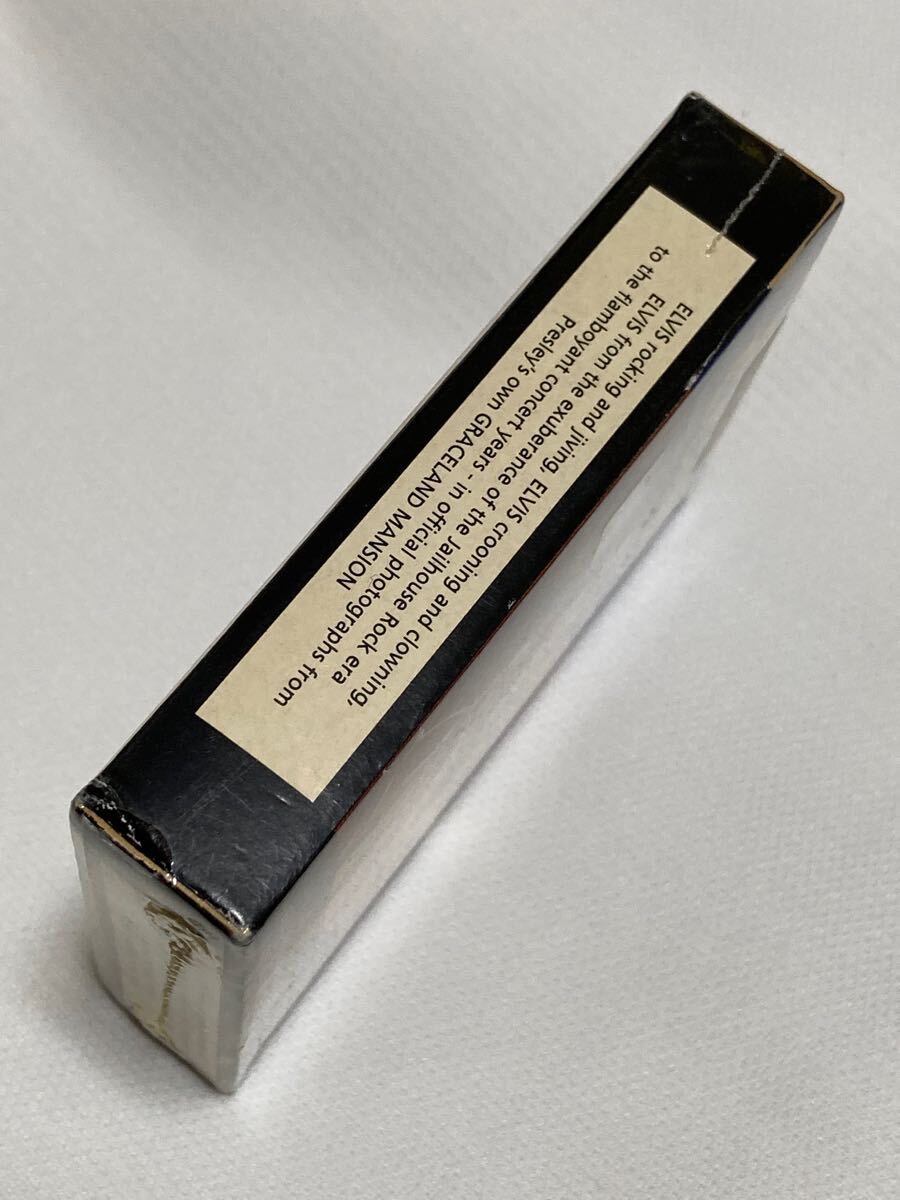 ELVIS rocking and jiving, ELVIS crooning and clowning,
ELVIS from the exuberance of the Jailhouse Rock era
to the flamboyant concert years - in official photographs from
Presley's own GRACELAND MANSION